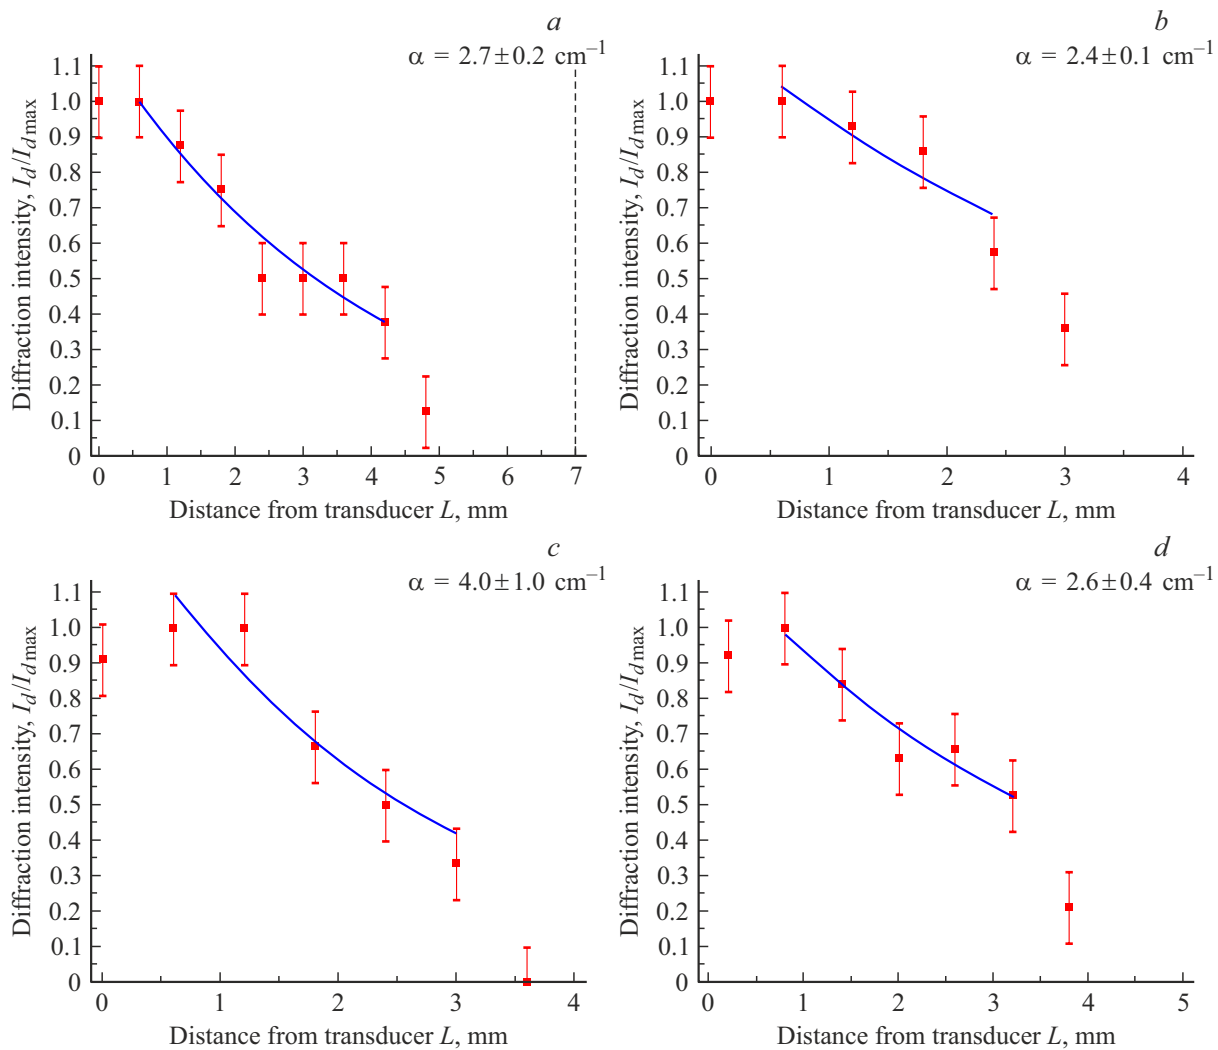 a
α = 2.7±0.2 cm⁻¹
1.1
1.0
0.9
0.8
0.7
0.6
0.5
0.4
0.3
0.2
0.1
0
Diffraction intensity, I_d/I_d max
0 1 2 3 4 5 6 7
Distance from transducer L, mm
b
α = 2.4±0.1 cm⁻¹
1.1
1.0
0.9
0.8
0.7
0.6
0.5
0.4
0.3
0.2
0.1
0
Diffraction intensity, I_d/I_d max
0 1 2 3 4
Distance from transducer L, mm
c
α = 4.0±1.0 cm⁻¹
1.1
1.0
0.9
0.8
0.7
0.6
0.5
0.4
0.3
0.2
0.1
0
Diffraction intensity, I_d/I_d max
0 1 2 3 4
Distance from transducer L, mm
d
α = 2.6±0.4 cm⁻¹
1.1
1.0
0.9
0.8
0.7
0.6
0.5
0.4
0.3
0.2
0.1
0
Diffraction intensity, I_d/I_d max
0 1 2 3 4 5
Distance from transducer L, mm